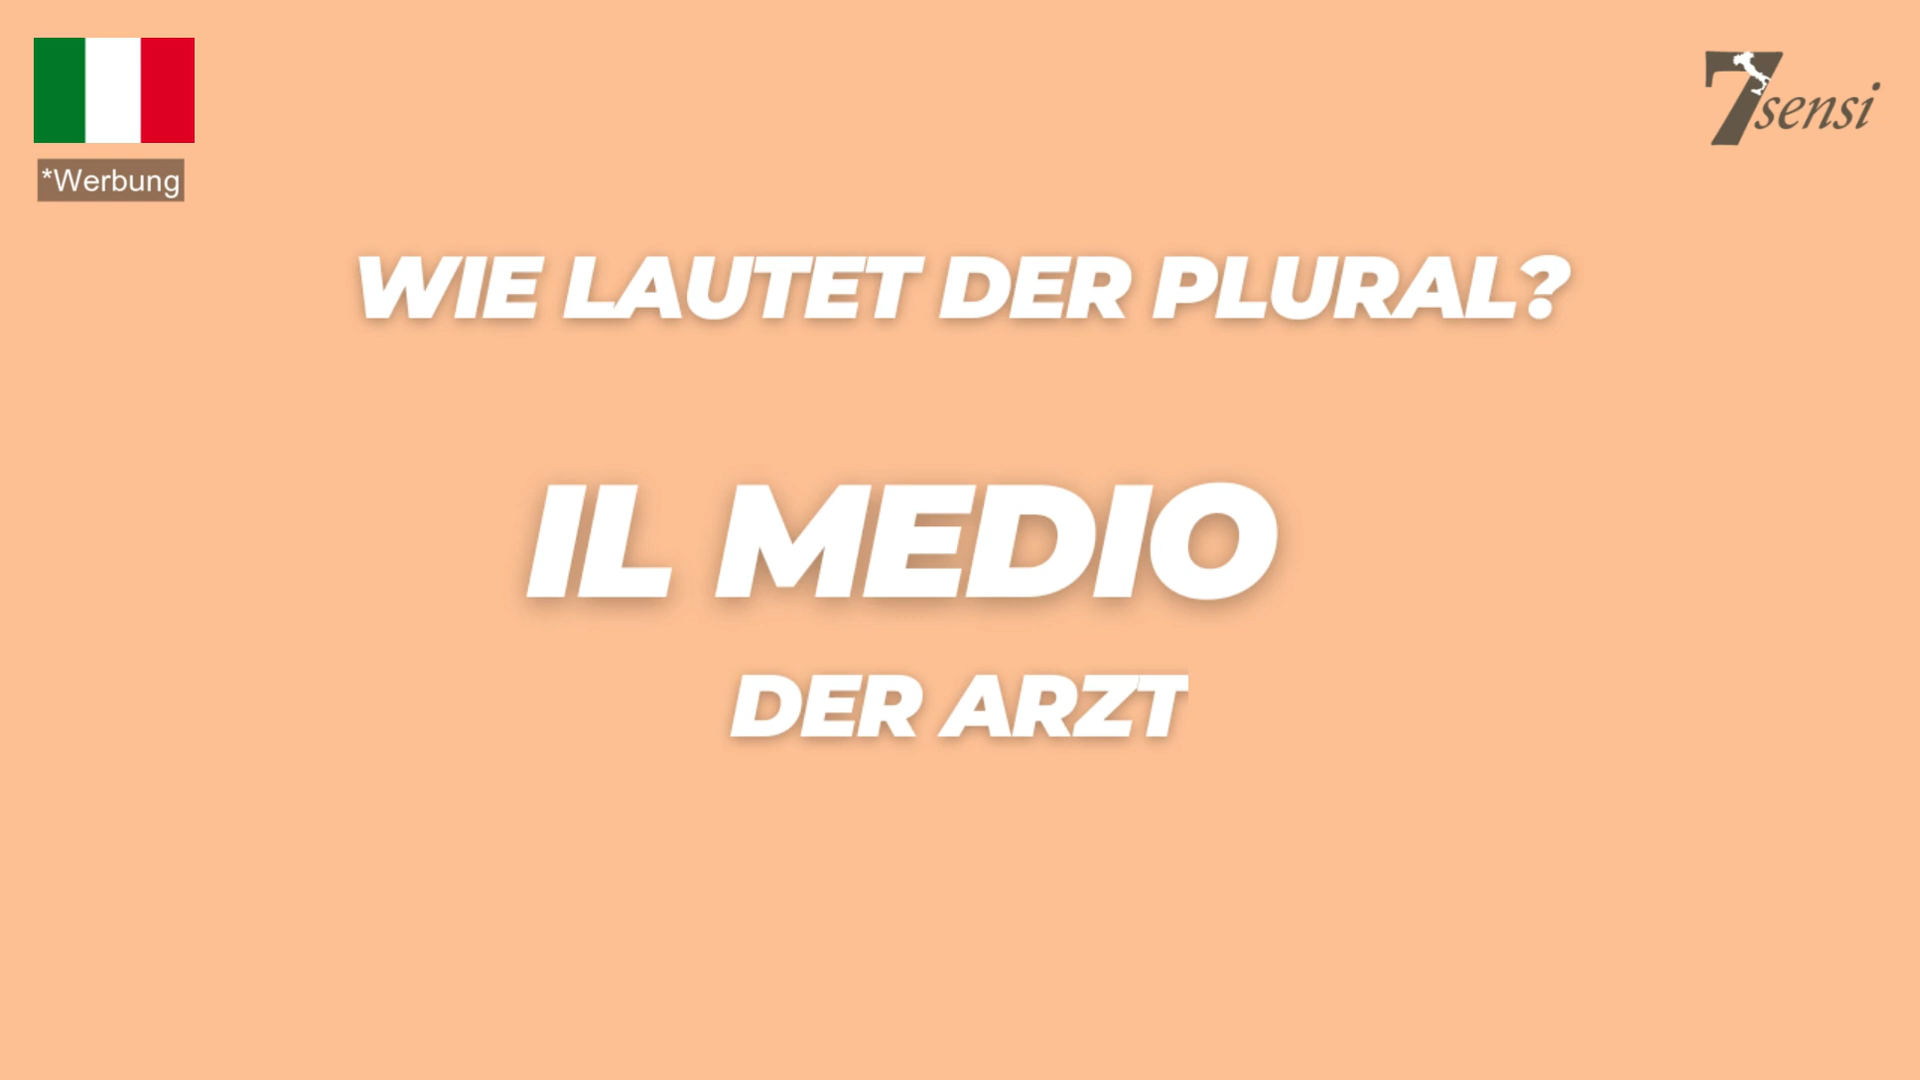 7sensi
*Werbung
WIE LAUTET DER PLURAL?
IL MEDIO
DER ARZT